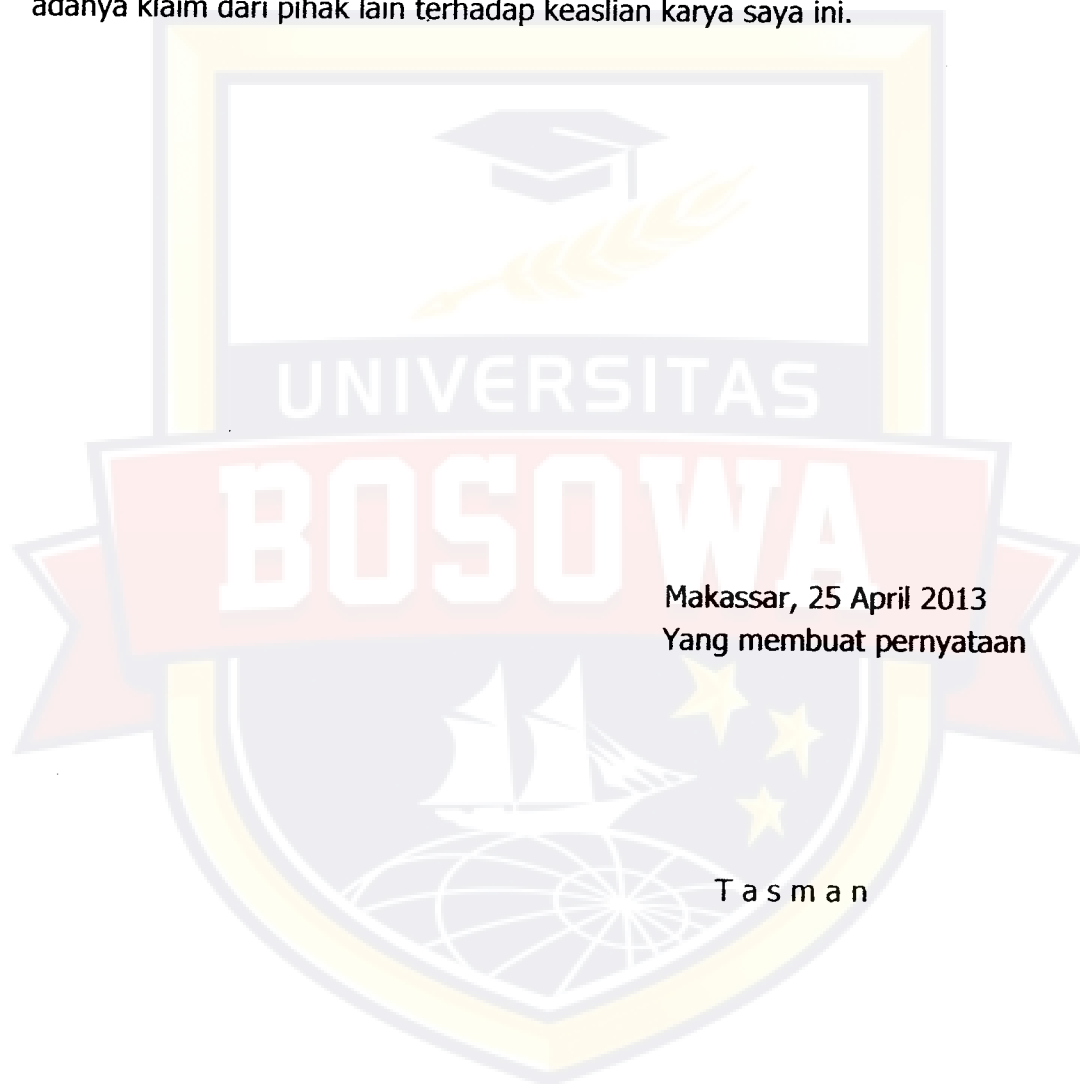 adanya klaim dari pihak lain terhadap keaslian karya saya ini.
UNIVERSITAS
BOSOWA
Makassar, 25 April 2013
Yang membuat pernyataan
Tasman